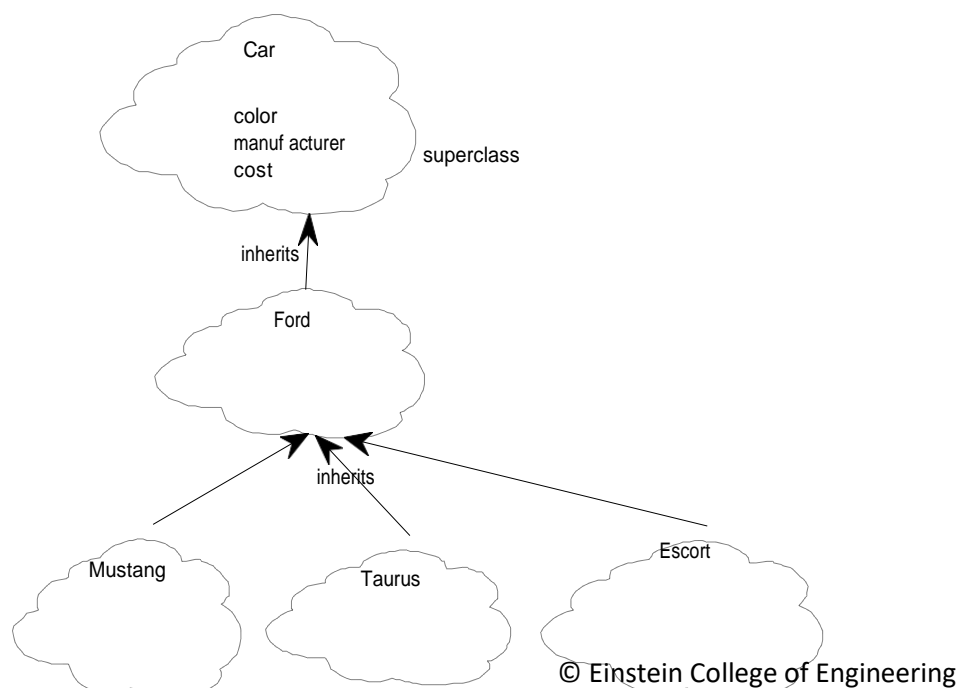 Car
color
manuf acturer
cost
superclass
inherits
Ford
inherits
Mustang
Taurus
Escort
© Einstein College of Engineering